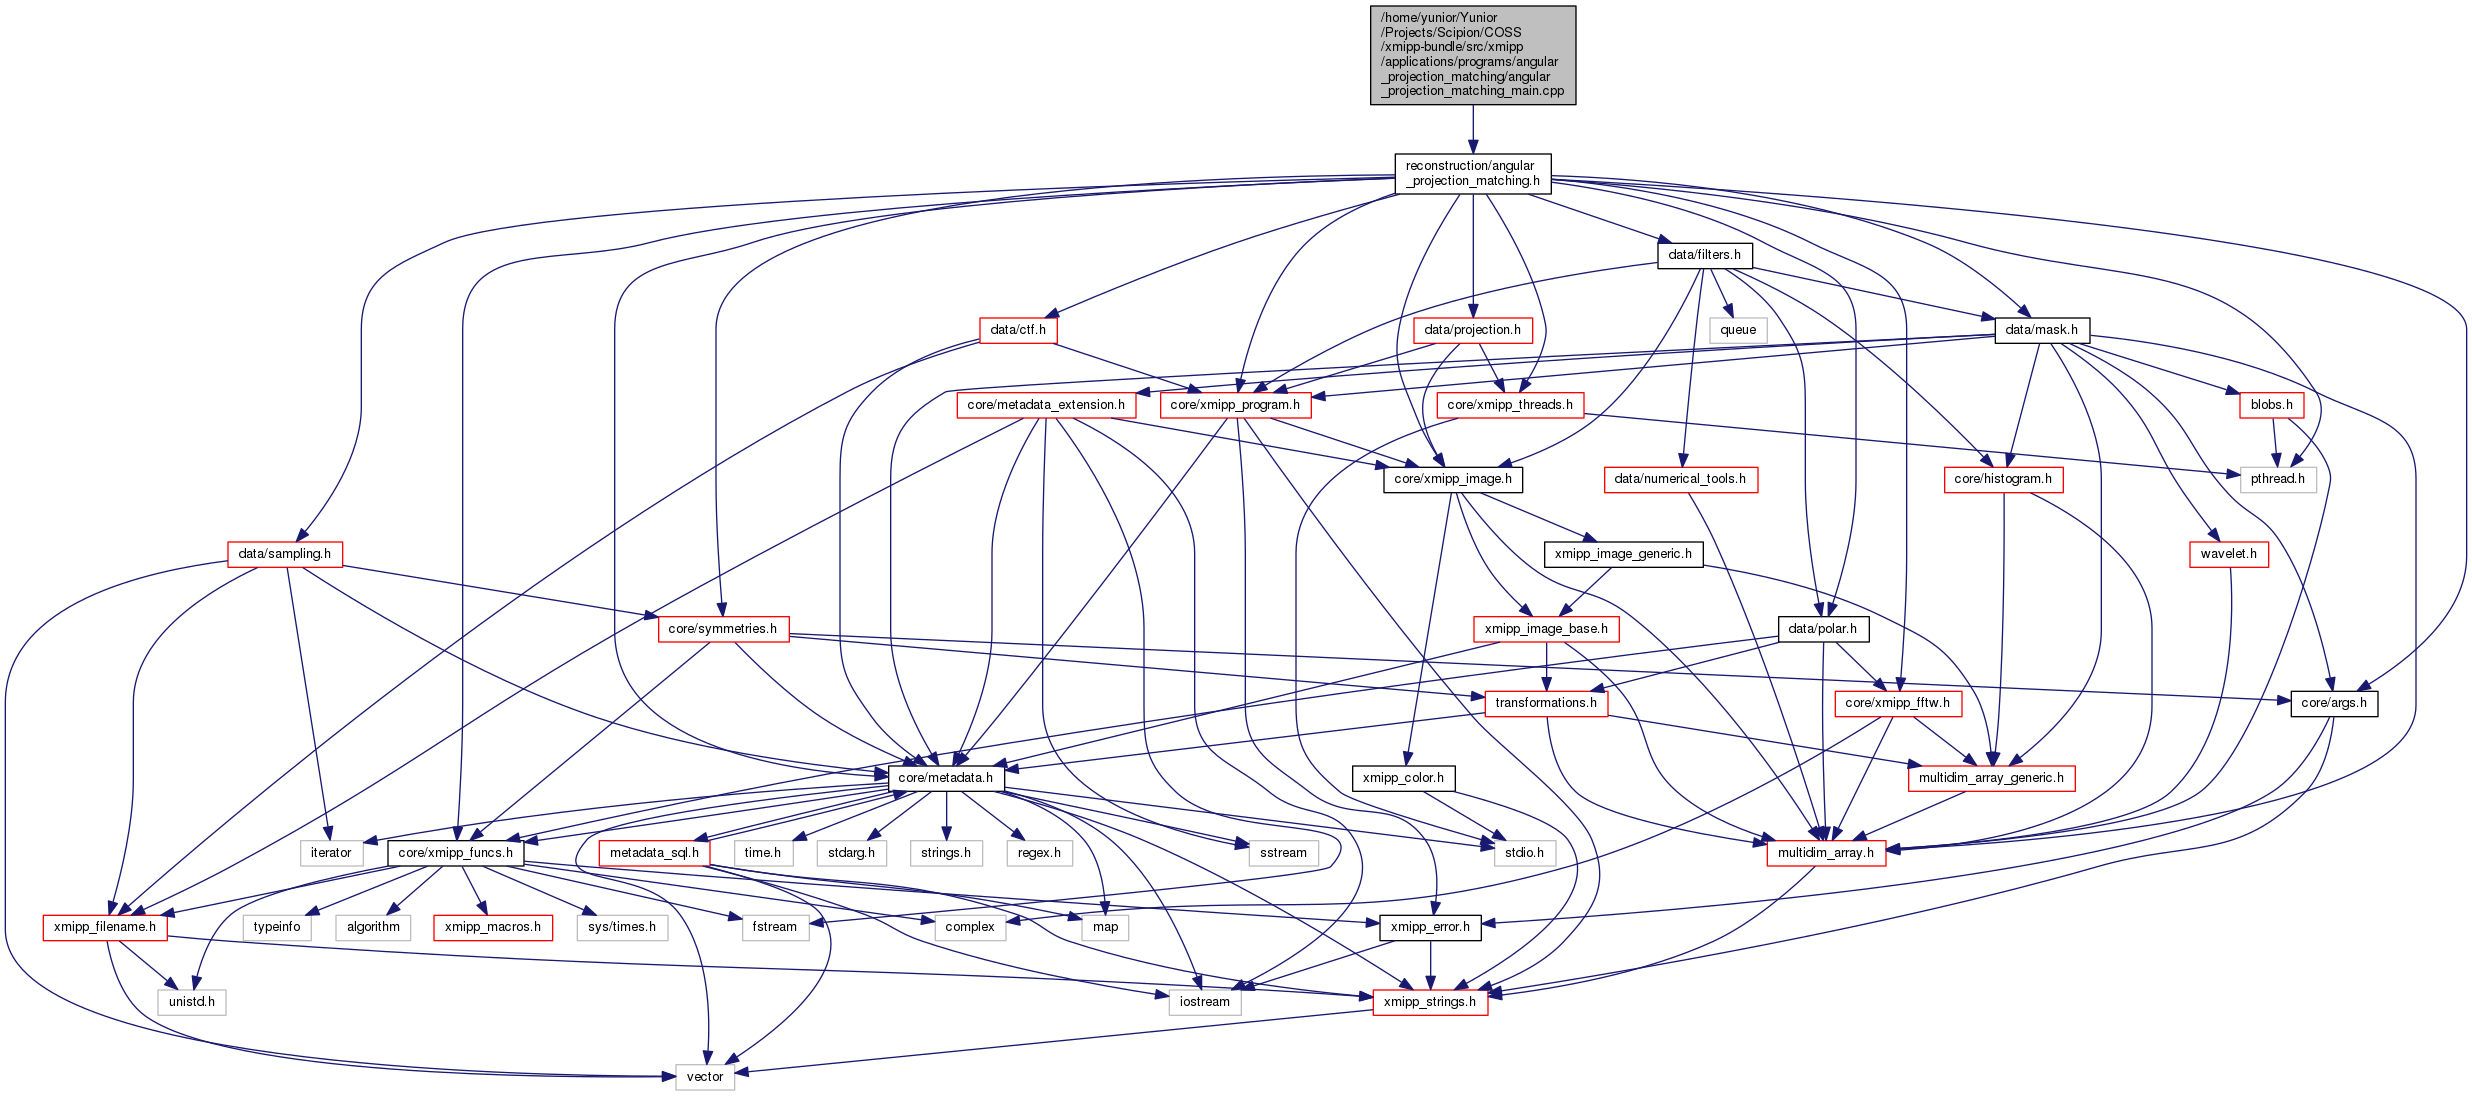 /home/yunior/Yunior
/Projects/Scipion/COSS
/xmipp-bundle/src/xmipp
/applications/programs/angular
_projection_matching/angular
_projection_matching_main.cpp
reconstruction/angular
_projection_matching.h
data/filters.h
data/ctf.h
data/projection.h
queue
data/mask.h
core/metadata_extension.h
core/xmipp_program.h
core/xmipp_threads.h
blobs.h
core/xmipp_image.h
data/numerical_tools.h
core/histogram.h
pthread.h
data/sampling.h
xmipp_image_generic.h
wavelet.h
core/symmetries.h
xmipp_image_base.h
data/polar.h
transformations.h
core/xmipp_fftw.h
core/args.h
core/metadata.h
xmipp_color.h
multidim_array_generic.h
iterator
core/xmipp_funcs.h
metadata_sql.h
time.h
stdarg.h
strings.h
regex.h
sstream
stdio.h
multidim_array.h
xmipp_filename.h
typeinfo
algorithm
xmipp_macros.h
sys/times.h
fstream
complex
map
xmipp_error.h
unistd.h
iostream
xmipp_strings.h
vector